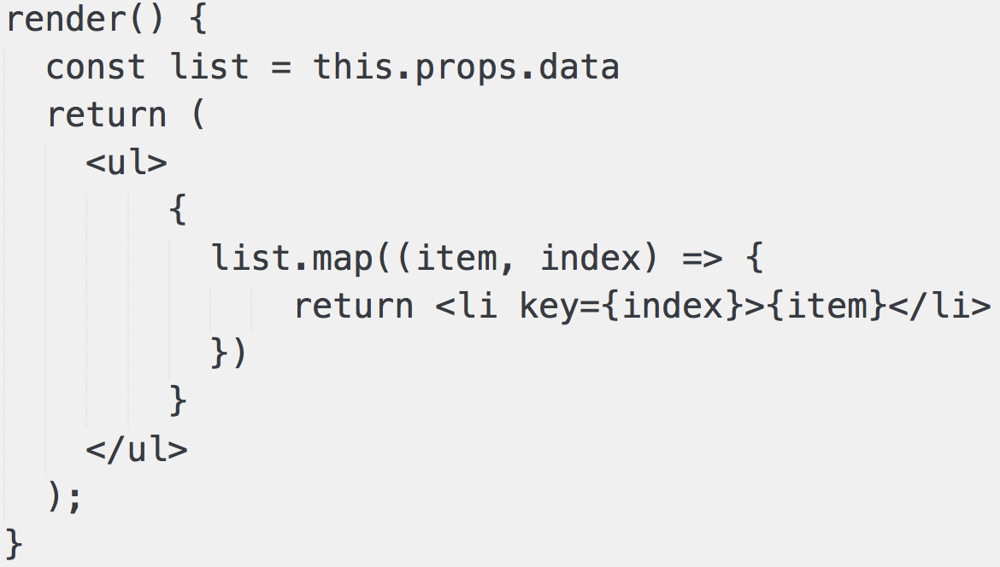 render() {
  const list = this.props.data
  return (
    <ul>
        {
          list.map((item, index) => {
              return <li key={index}>{item}</li>
          })
        }
    </ul>
  );
}